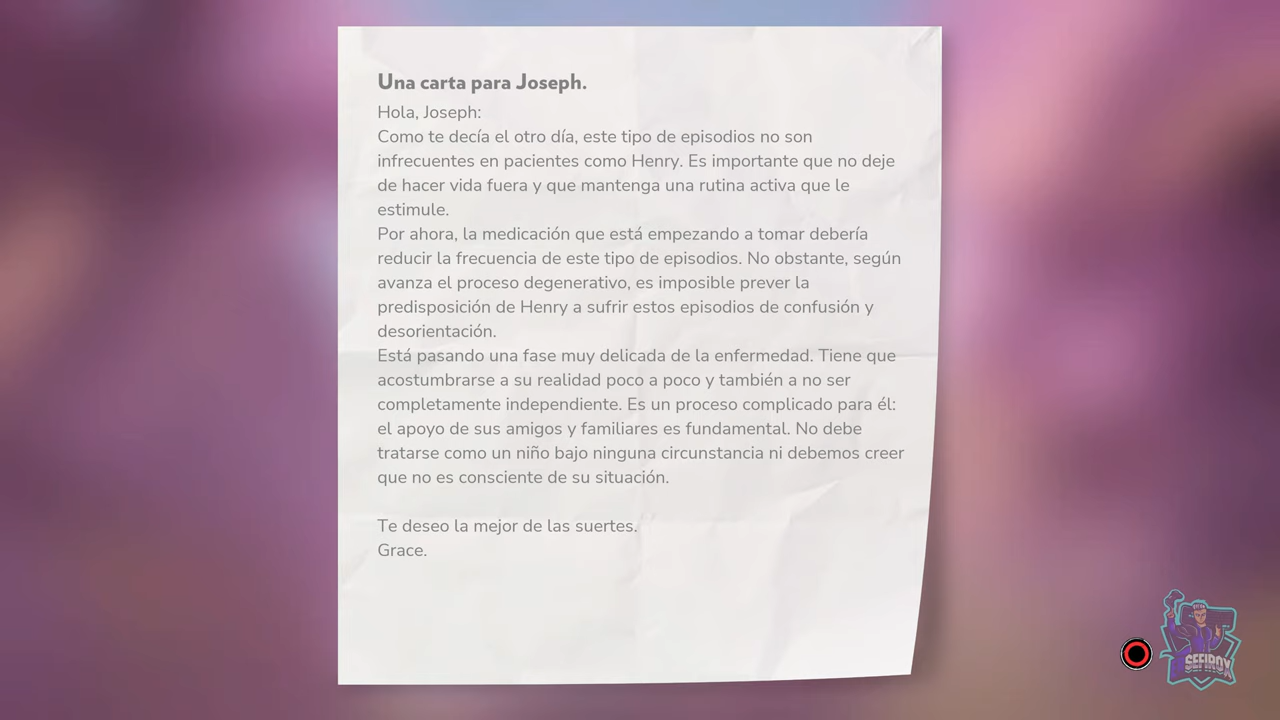 Una carta para Joseph.
Hola, Joseph:
Como te decía el otro día, este tipo de episodios no son
infrecuentes en pacientes como Henry. Es importante que no deje
de hacer vida fuera y que mantenga una rutina activa que le
estimule.
Por ahora, la medicación que está empezando a tomar debería
reducir la frecuencia de este tipo de episodios. No obstante, según
avanza el proceso degenerativo, es imposible prever la
predisposición de Henry a sufrir estos episodios de confusión y
desorientación.
Está pasando una fase muy delicada de la enfermedad. Tiene que
acostumbrarse a su realidad poco a poco y también a no ser
completamente independiente. Es un proceso complicado para él:
el apoyo de sus amigos y familiares es fundamental. No debe
tratarse como un niño bajo ninguna circunstancia ni debemos creer
que no es consciente de su situación.
Te deseo la mejor de las suertes.
Grace.
SEFIROX